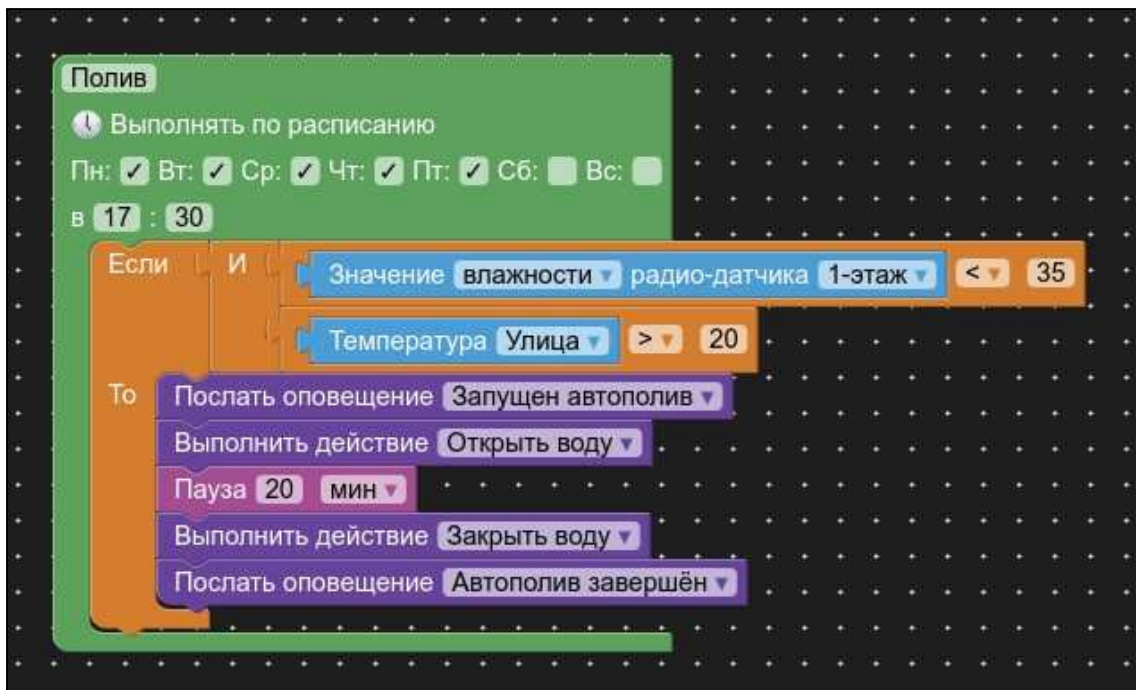 Полив
Выполнять по расписанию
Пн: Вт: Ср: Чт: Пт: Сб: Вс:
в 17 : 30
Если И Значение влажности радио-датчика 1-этаж < 35
Температура Улица > 20
То Послать оповещение Запущен автополив
Выполнить действие Открыть воду
Пауза 20 мин
Выполнить действие Закрыть воду
Послать оповещение Автополив завершён